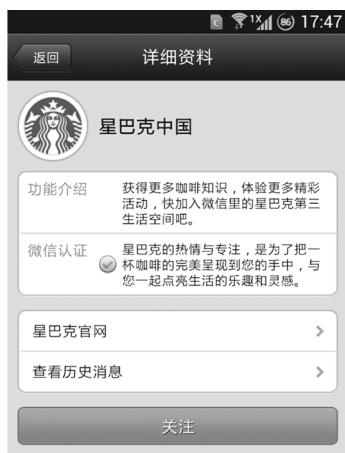 1X 86 17:47
返回
详细资料
星巴克中国
功能介绍
获得更多咖啡知识，体验更多精彩
活动，快加入微信里的星巴克第三
生活空间吧。
微信认证
星巴克的热情与专注，是为了把一
杯咖啡的完美呈现到您的手中，与
您一起点亮生活的乐趣和灵感。
星巴克官网
查看历史消息
关注